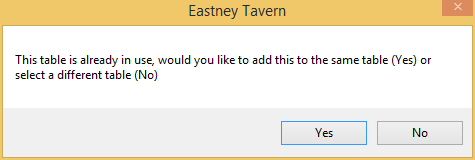 Eastney Tavern
This table is already in use, would you like to add this to the same table (Yes) or
select a different table (No)
Yes
No